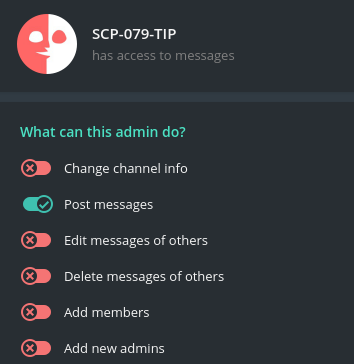 SCP-079-TIP
has access to messages
What can this admin do?
Change channel info
Post messages
Edit messages of others
Delete messages of others
Add members
Add new admins